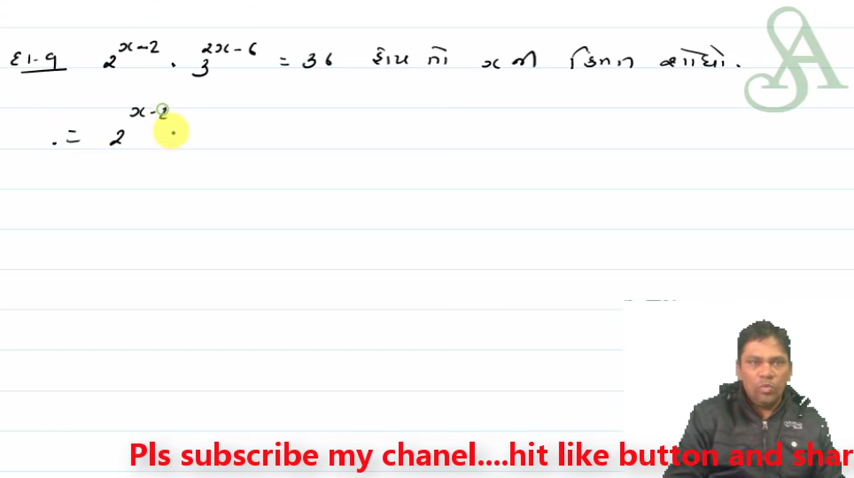 દા-૧ 2^{x-2} . 3^{2x-6} = 36 હોય તો x ની કિંમત શોધો.
.= 2^{x-2} .
Pls subscribe my chanel....hit like button and shar